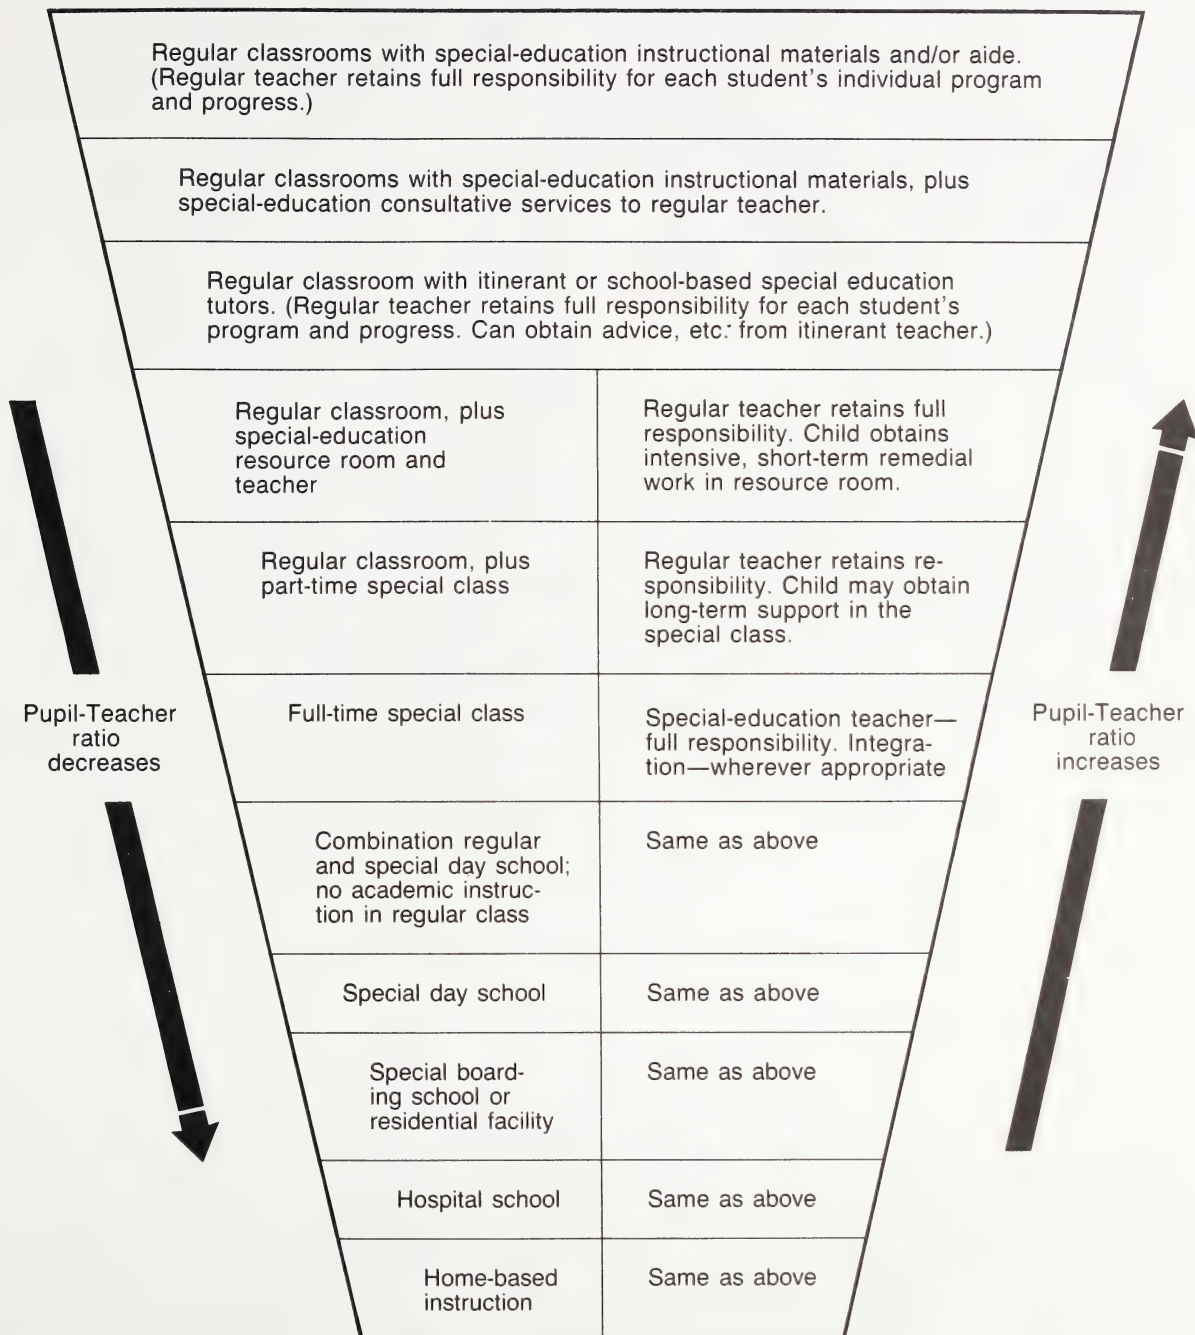 Regular classrooms with special-education instructional materials and/or aide.
(Regular teacher retains full responsibility for each student's individual program
and progress.)
Regular classrooms with special-education instructional materials, plus
special-education consultative services to regular teacher.
Regular classroom with itinerant or school-based special education
tutors. (Regular teacher retains full responsibility for each student's
program and progress. Can obtain advice, etc. from itinerant teacher.)
Regular classroom, plus
special-education
resource room and
teacher
Regular teacher retains full
responsibility. Child obtains
intensive, short-term remedial
work in resource room.
Regular classroom, plus
part-time special class
Regular teacher retains re-
sponsibility. Child may obtain
long-term support in the
special class.
Pupil-Teacher
ratio
decreases
Full-time special class
Special-education teacher—
full responsibility. Integra-
tion—wherever appropriate
Pupil-Teacher
ratio
increases
Combination regular
and special day school;
no academic instruc-
tion in regular class
Same as above
Special day school
Same as above
Special board-
ing school or
residential facility
Same as above
Hospital school
Same as above
Home-based
instruction
Same as above